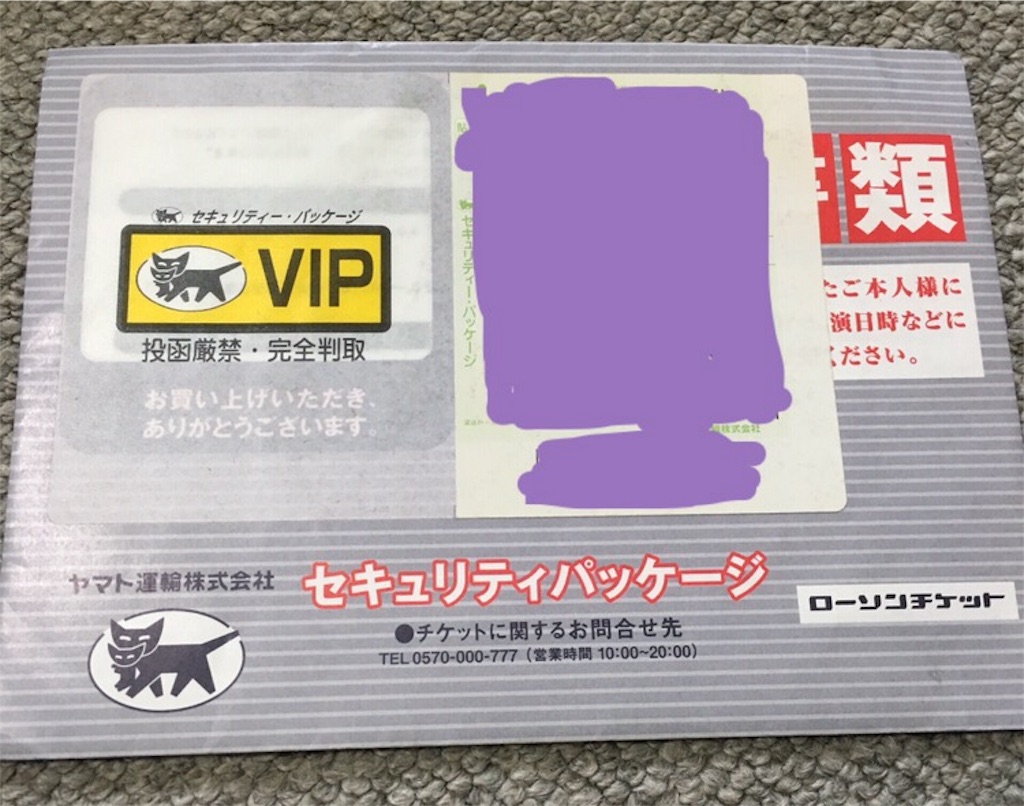 類
セキュリティー・パッケージ
VIP
投函厳禁・完全判取
お買い上げいただき、
ありがとうございます。
セキュリティー・パッケージ
たご本人様に
演日時などに
ください。
株式会社
ヤマト運輸株式会社
セキュリティパッケージ
ローソンチケット
●チケットに関するお問合せ先
TEL 0570-000-777（営業時間 10:00~20:00）